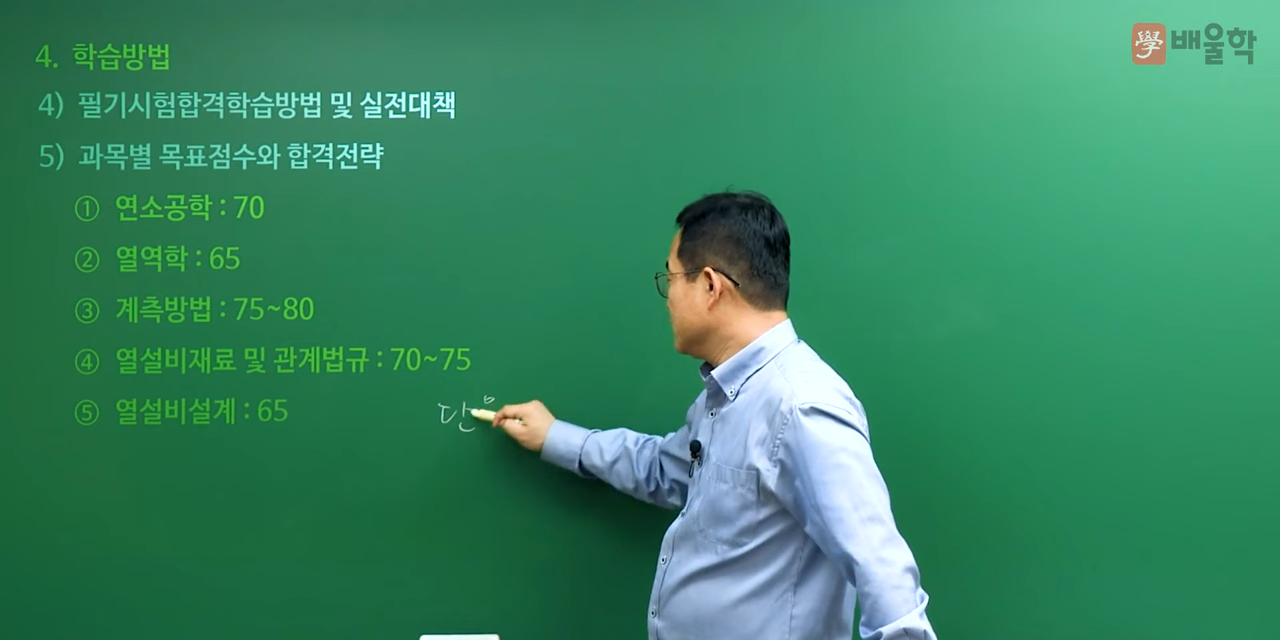 學 배울학
4. 학습방법
4) 필기시험합격학습방법 및 실전대책
5) 과목별 목표점수와 합격전략
① 연소공학 : 70
② 열역학 : 65
③ 계측방법 : 75~80
④ 열설비재료 및 관계법규 : 70~75
⑤ 열설비설계 : 65
단